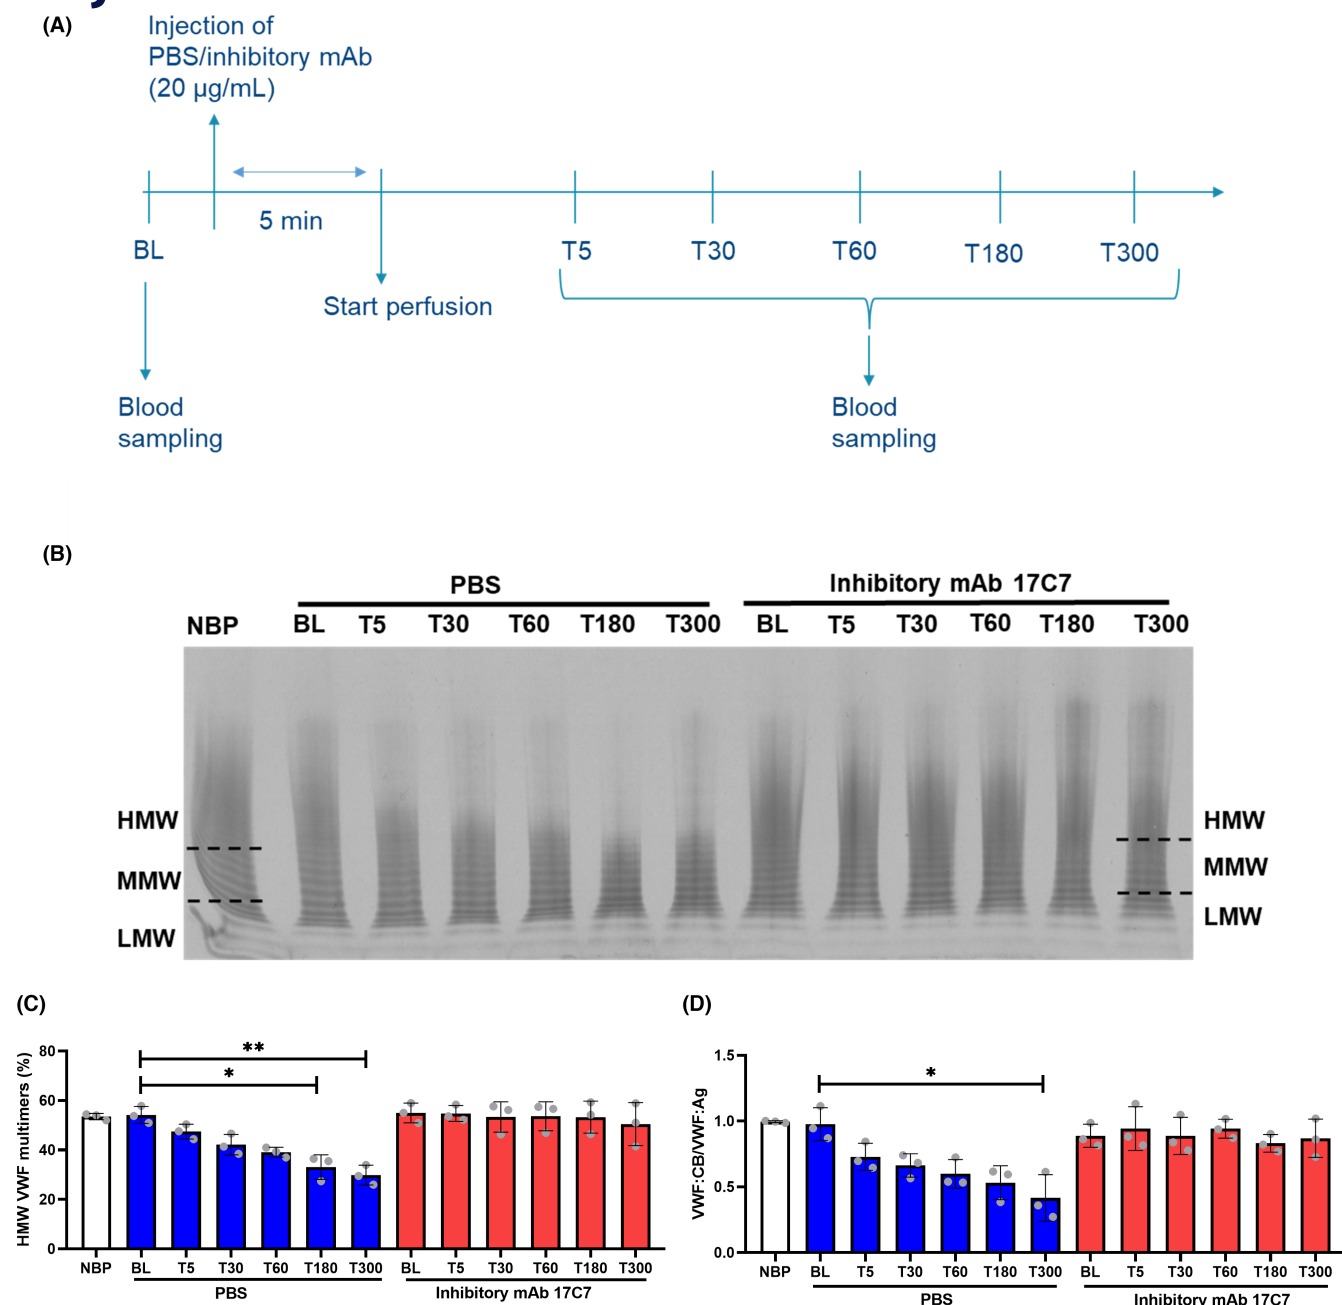 (A)
Injection of
PBS/inhibitory mAb
(20 µg/mL)
5 min
BL
T5 T30 T60 T180 T300
Start perfusion
Blood
sampling
Blood
sampling
(B)
PBS Inhibitory mAb 17C7
NBP BL T5 T30 T60 T180 T300 BL T5 T30 T60 T180 T300
HMW HMW
MMW MMW
LMW LMW
(C)
HMW VWF multimers (%)
80
60
40
20
0
** 
*
NBP BL T5 T30 T60 T180 T300 BL T5 T30 T60 T180 T300
PBS Inhibitory mAb 17C7
(D)
VWF:CB/VWF:Ag
1.5
1.0
0.5
0.0
*
NBP BL T5 T30 T60 T180 T300 BL T5 T30 T60 T180 T300
PBS Inhibitory mAb 17C7